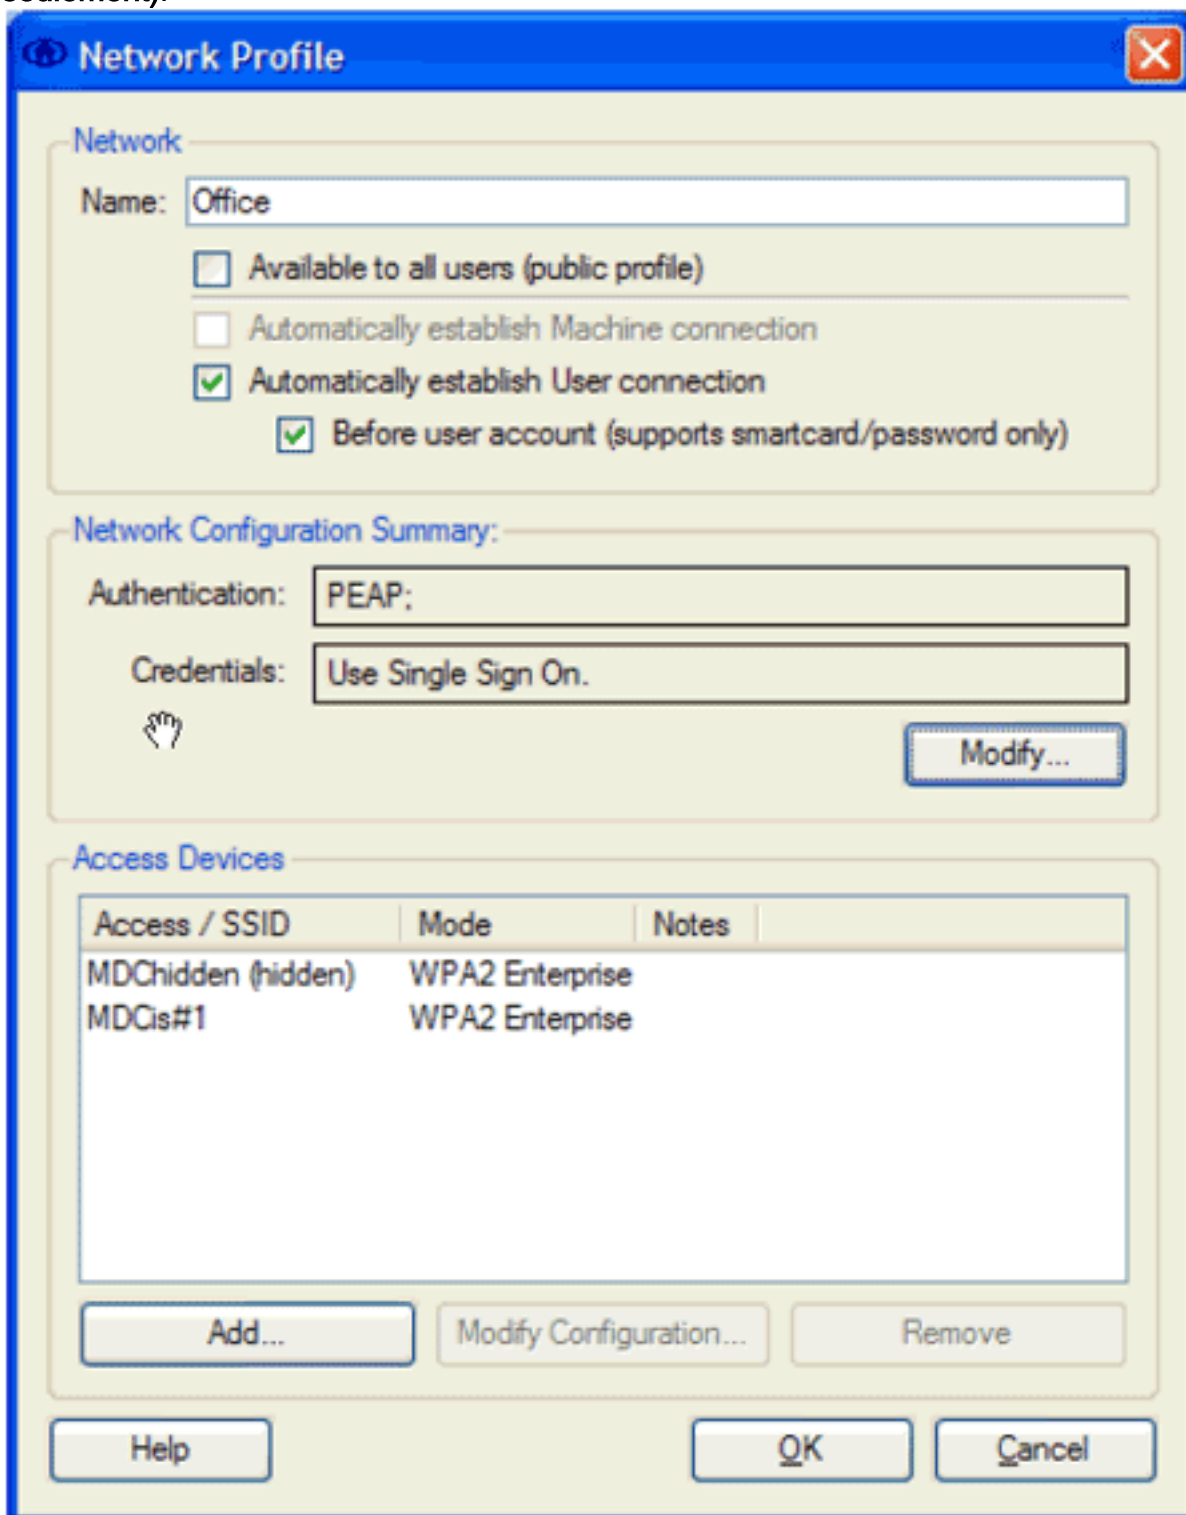 seulement).
Network Profile
Network
Name: Office
Available to all users (public profile)
Automatically establish Machine connection
Automatically establish User connection
Before user account (supports smartcard/password only)
Network Configuration Summary:
Authentication: PEAP;
Credentials: Use Single Sign On.
Modify...
Access Devices
Access / SSID Mode Notes
MDChidden (hidden) WPA2 Enterprise
MDCis#1 WPA2 Enterprise
Add... Modify Configuration... Remove
Help OK Cancel